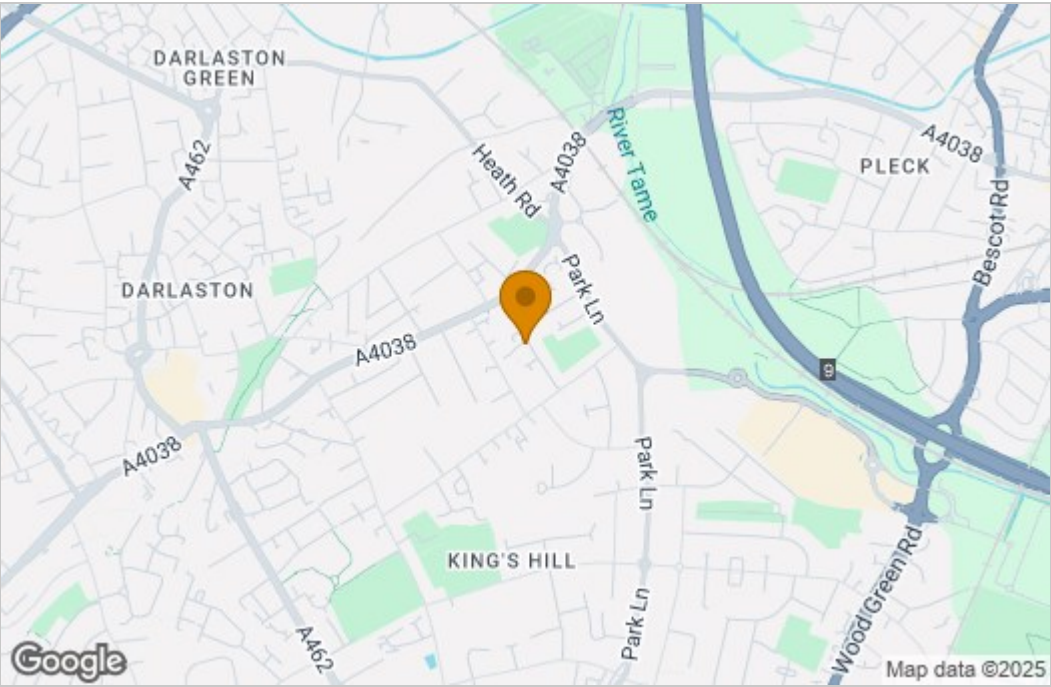 DARLASTON
GREEN
A462
Heath Rd
A4038
River Tame
A4038
PLECK
Bescot Rd
DARLASTON
Park Ln
A4038
9
A4038
Park Ln
KING'S HILL
Wood Green Rd
Park Ln
A462
Google
Map data ©2025